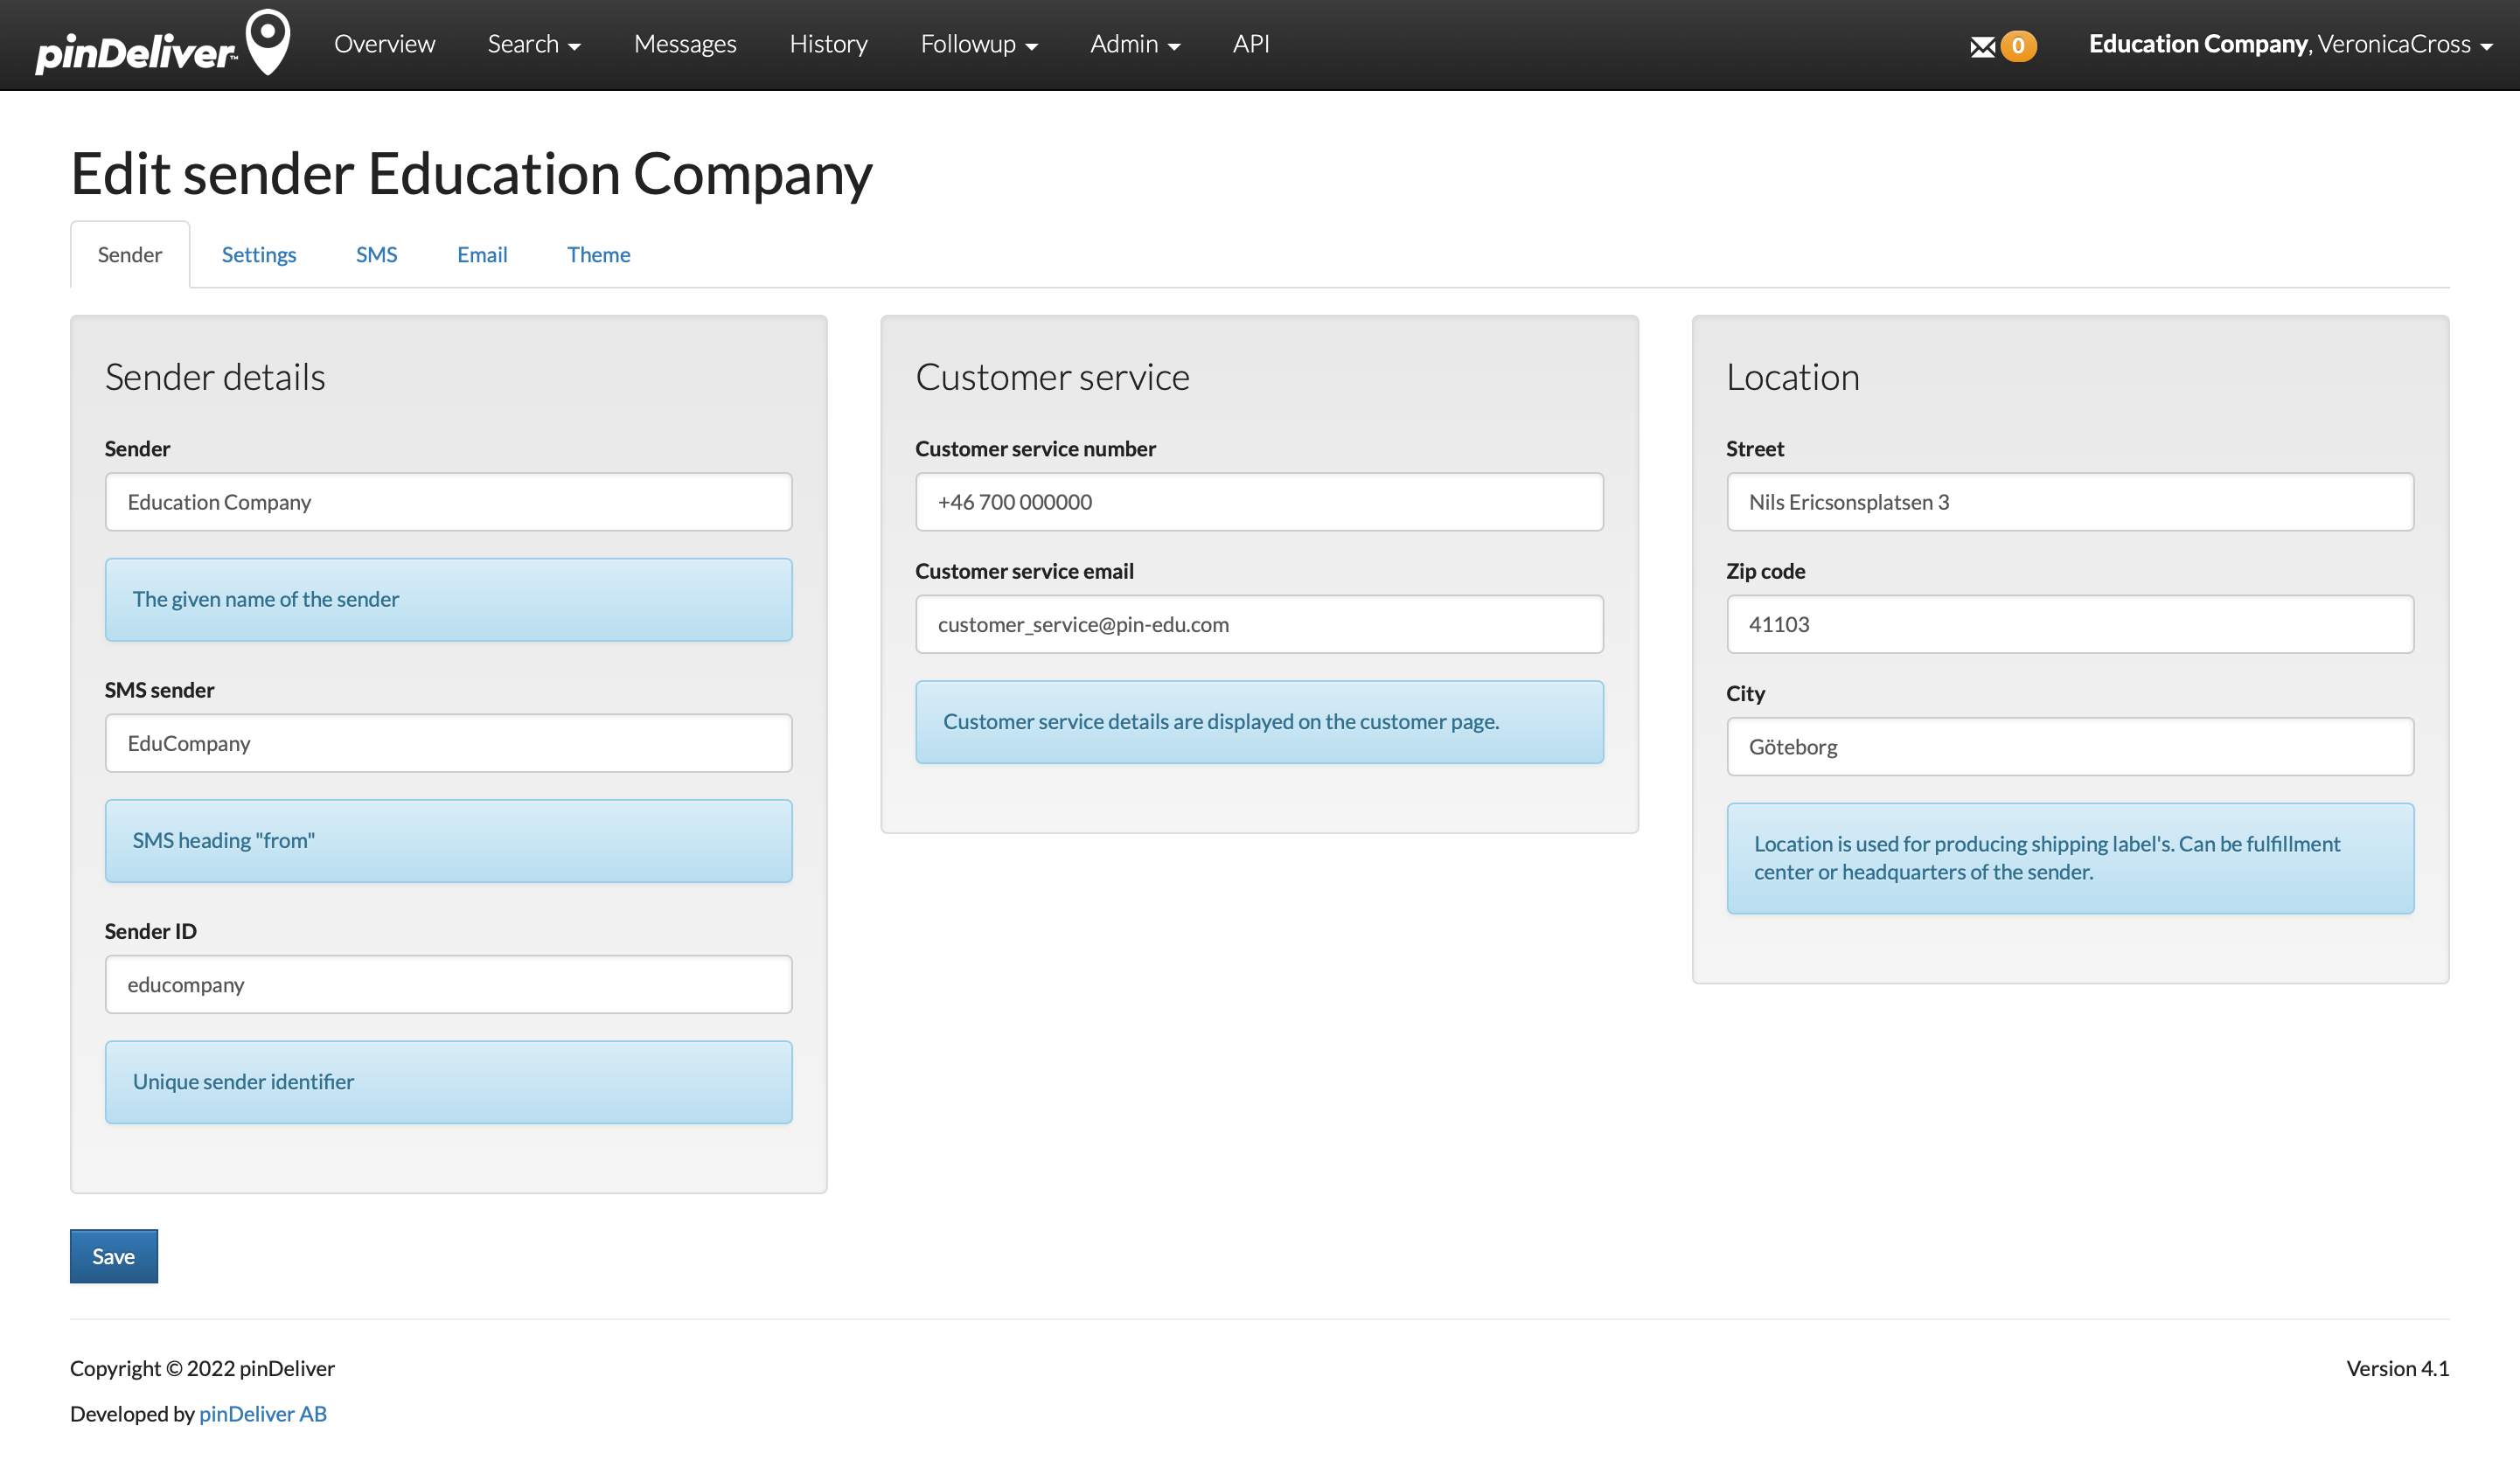 pinDeliver™
Overview
Search
Messages
History
Followup
Admin
API
0
Education Company, VeronicaCross
Edit sender Education Company
Sender
Settings
SMS
Email
Theme
Sender details
Sender
Education Company
The given name of the sender
SMS sender
EduCompany
SMS heading "from"
Sender ID
educompany
Unique sender identifier
Customer service
Customer service number
+46 700 000000
Customer service email
customer_service@pin-edu.com
Customer service details are displayed on the customer page.
Location
Street
Nils Ericsonsplatsen 3
Zip code
41103
City
Göteborg
Location is used for producing shipping label's. Can be fulfillment
center or headquarters of the sender.
Save
Copyright © 2022 pinDeliver
Version 4.1
Developed by pinDeliver AB